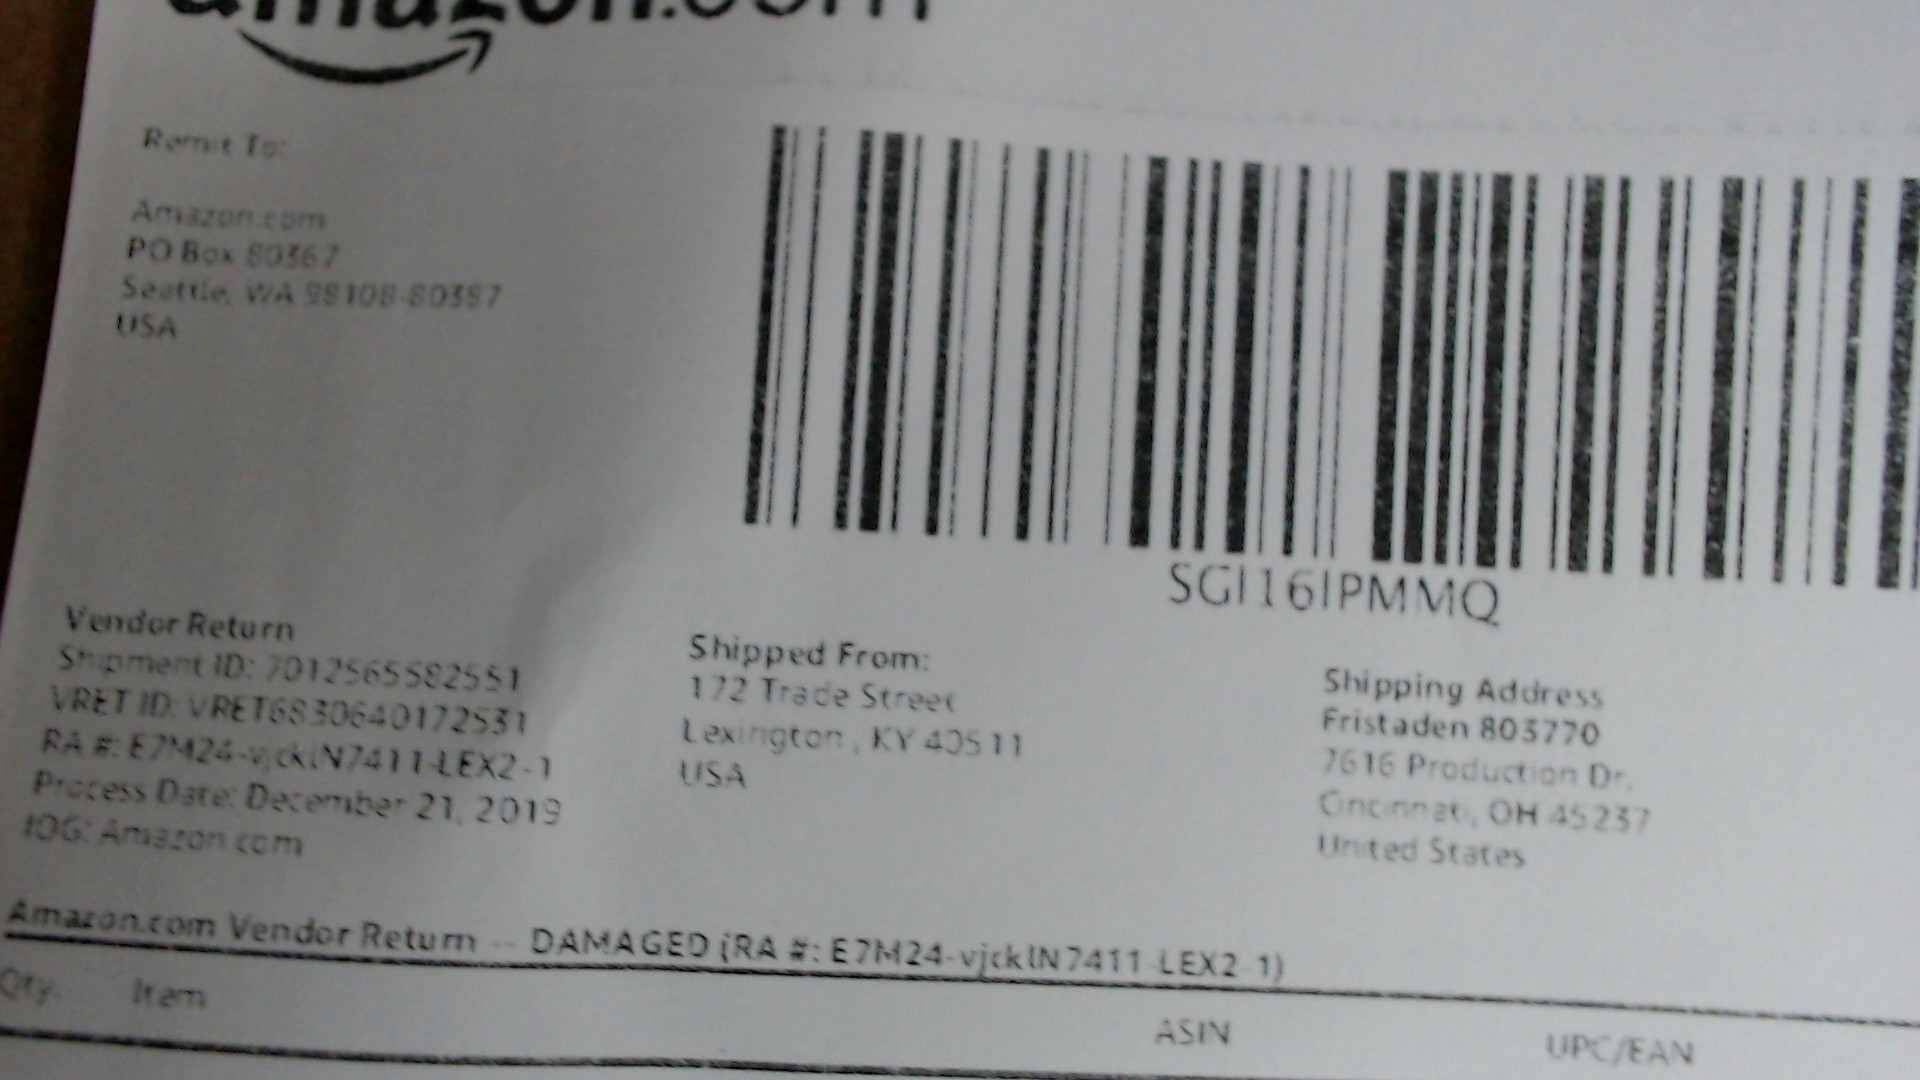 amazon.com
Remit To:
Amazon.com
PO Box 80367
Seattle, WA 98108-80387
USA
SGI16IPMMQ
Vendor Return
Shipment ID: 7012565582551
VRET ID: VRET6830640172531
RA #: E7M24-vjcklN7411-LEX2-1
Process Date: December 21, 2019
IOG: Amazon.com
Shipped From:
172 Trade Street
Lexington, KY 40511
USA
Shipping Address
Fristaden 803770
7616 Production Dr.
Cincinnati, OH 45237
United States
Amazon.com Vendor Return -- DAMAGED (RA #: E7M24-vjcklN7411-LEX2-1)
Qty. Item ASIN UPC/EAN